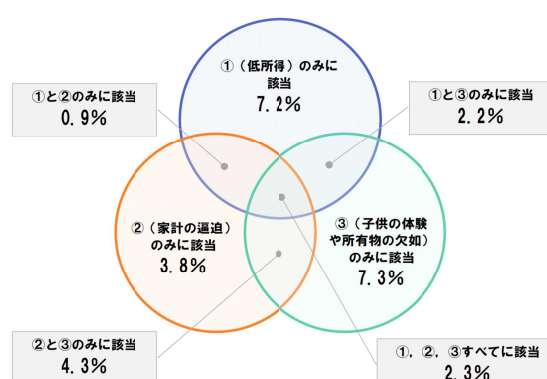 ①（低所得）のみに
該当
7.2%
①と②のみに該当
0.9%
①と③のみに該当
2.2%
②（家計の逼迫）
のみに該当
3.8%
③（子供の体験
や所有物の欠如）
のみに該当
7.3%
②と③のみに該当
4.3%
①，②，③すべてに該当
2.3%